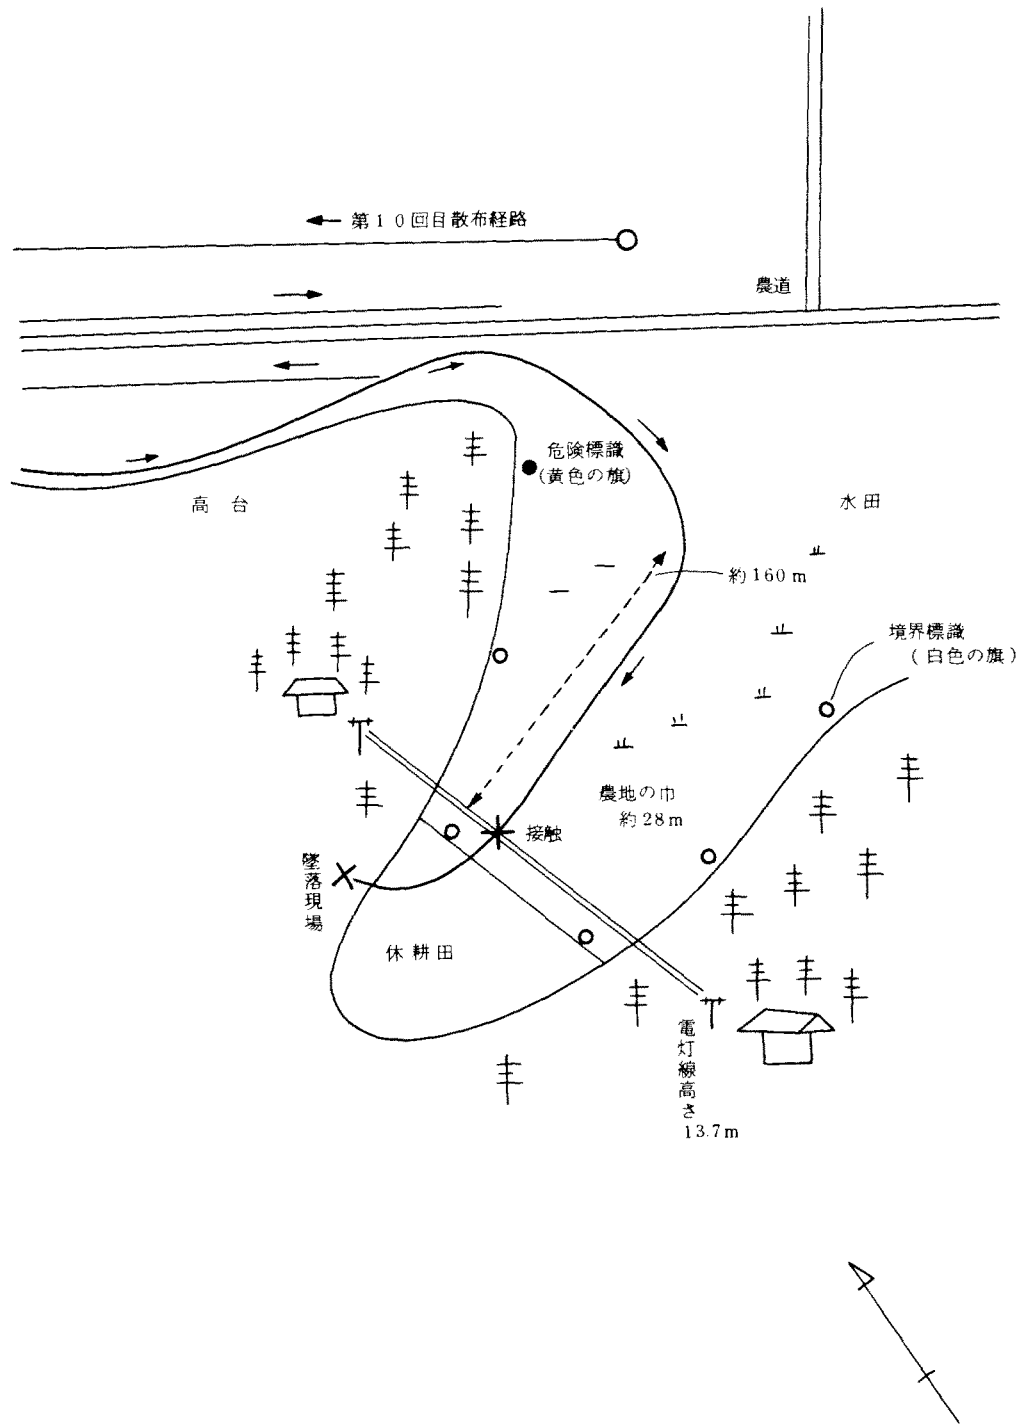 第10回目散布経路
農道
危険標識
(黄色の旗)
高台
水田
約160m
境界標識
(白色の旗)
農地の巾
約28m
接触
墜落現場
休耕田
電灯線高さ
13.7m